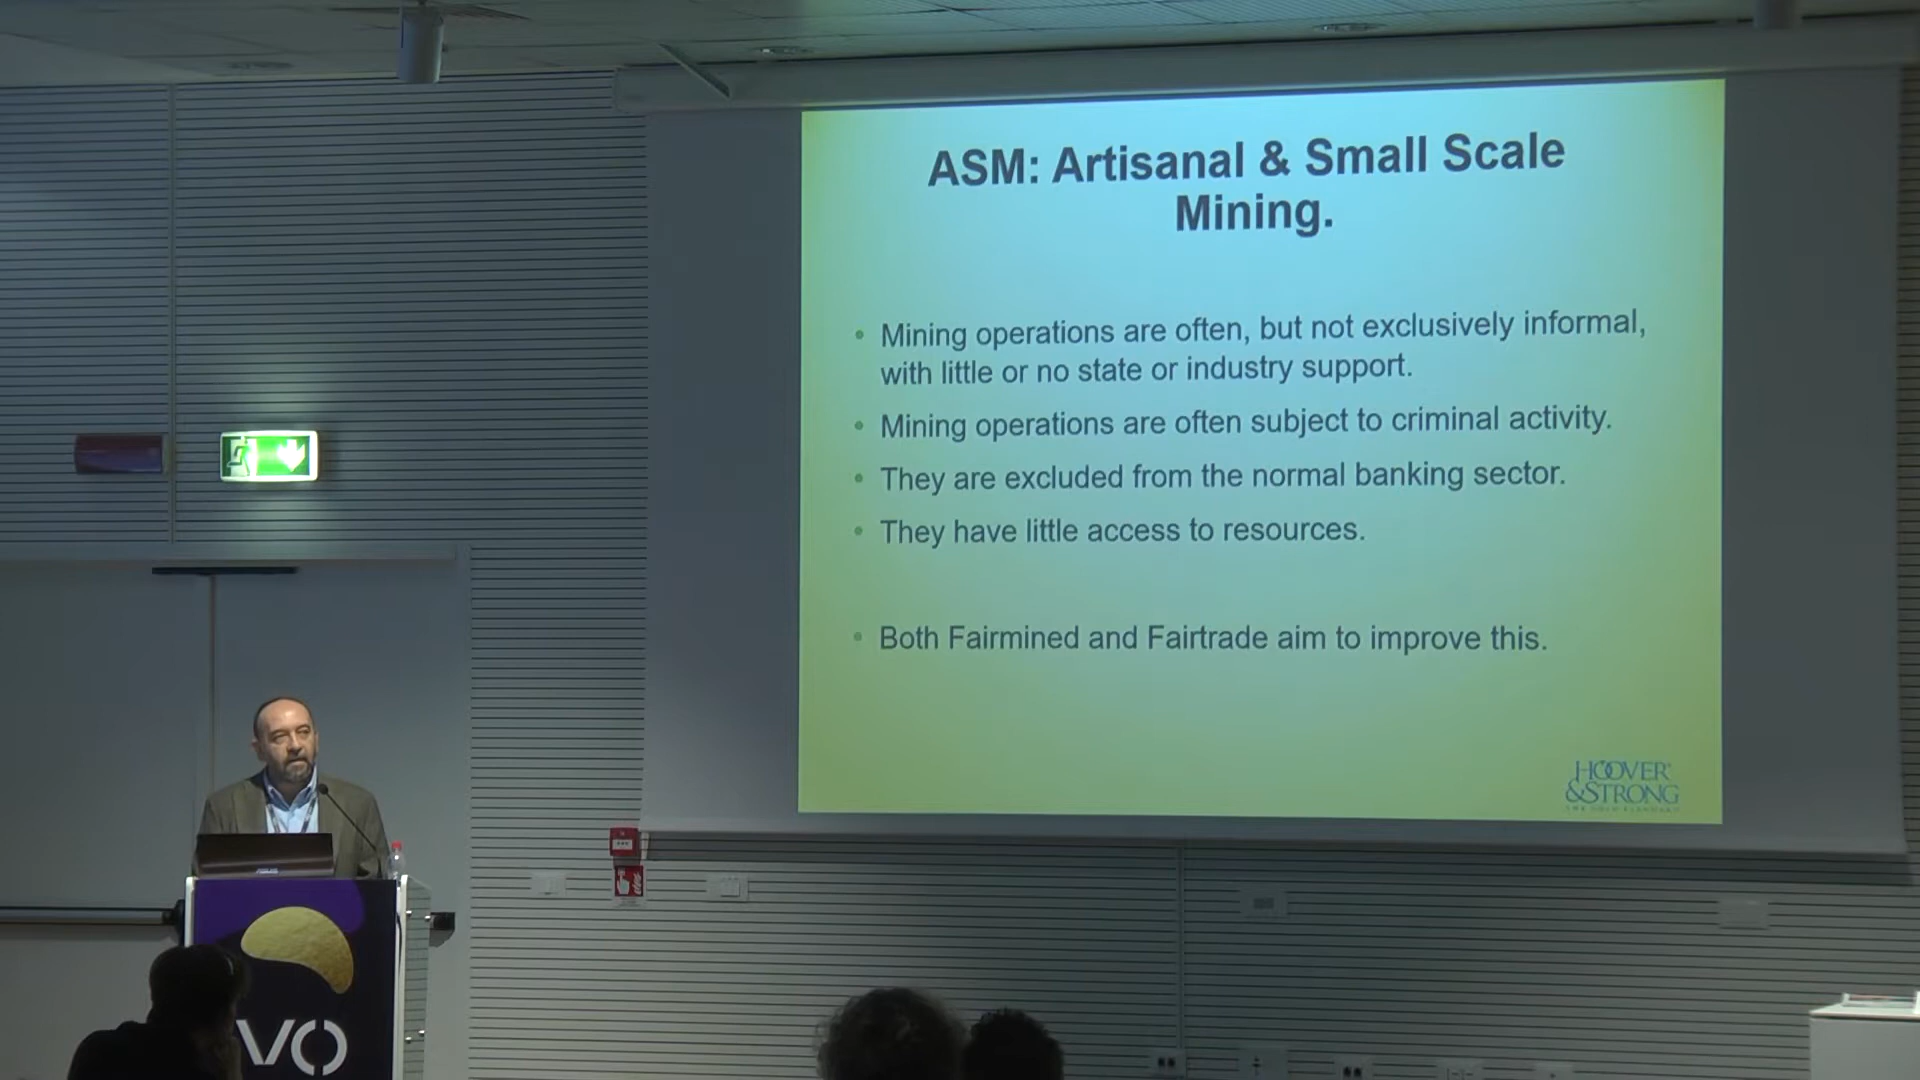 ASM: Artisanal & Small Scale
Mining.
• Mining operations are often, but not exclusively informal,
with little or no state or industry support.
• Mining operations are often subject to criminal activity.
• They are excluded from the normal banking sector.
• They have little access to resources.
• Both Fairmined and Fairtrade aim to improve this.
HOOVER
&STRONG
VO